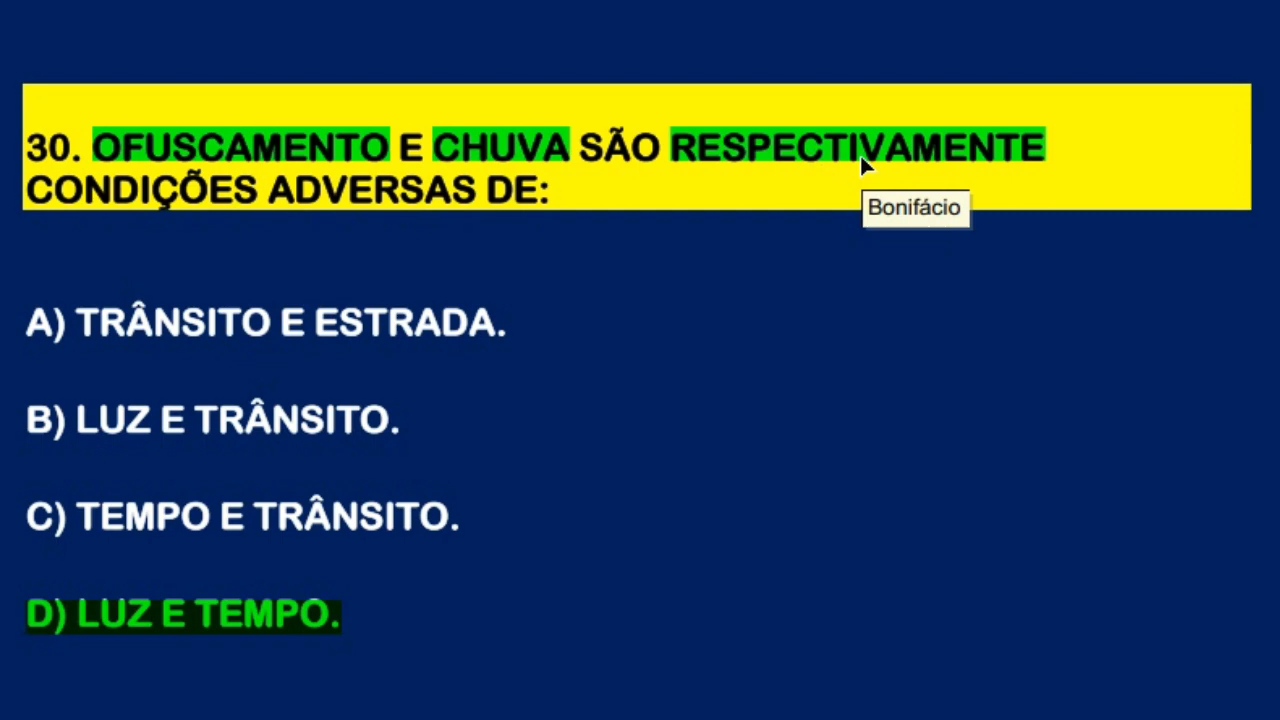 30. OFUSCAMENTO E CHUVA SÃO RESPECTIVAMENTE
CONDIÇÕES ADVERSAS DE:
Bonifácio
A) TRÂNSITO E ESTRADA.
B) LUZ E TRÂNSITO.
C) TEMPO E TRÂNSITO.
D) LUZ E TEMPO.